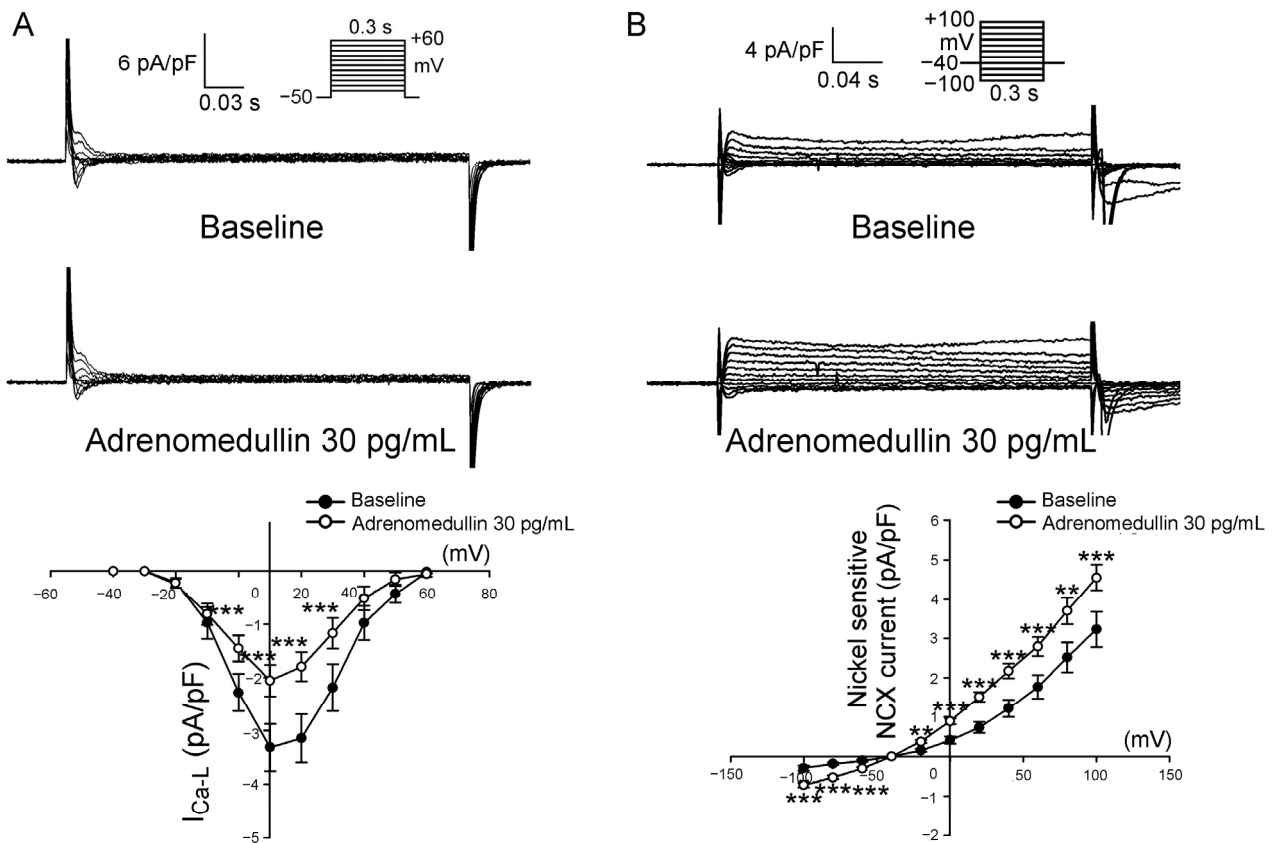 A
0.3 s
+60
mV
−50
6 pA/pF
0.03 s
Baseline
Adrenomedullin 30 pg/mL
Baseline
Adrenomedullin 30 pg/mL
(mV)
−60 −40 −20 0 20 40 60 80
***
***
***
***
−1
−2
−3
−4
−5
ICa-L (pA/pF)
B
+100
mV
−40
−100
0.3 s
4 pA/pF
0.04 s
Baseline
Adrenomedullin 30 pg/mL
Baseline
Adrenomedullin 30 pg/mL
Nickel sensitive
NCX current (pA/pF)
6
5
4
3
2
1
***
**
***
***
***
***
**
(mV)
−150 −100 −50 0 50 100 150
*** *** ***
−1
−2